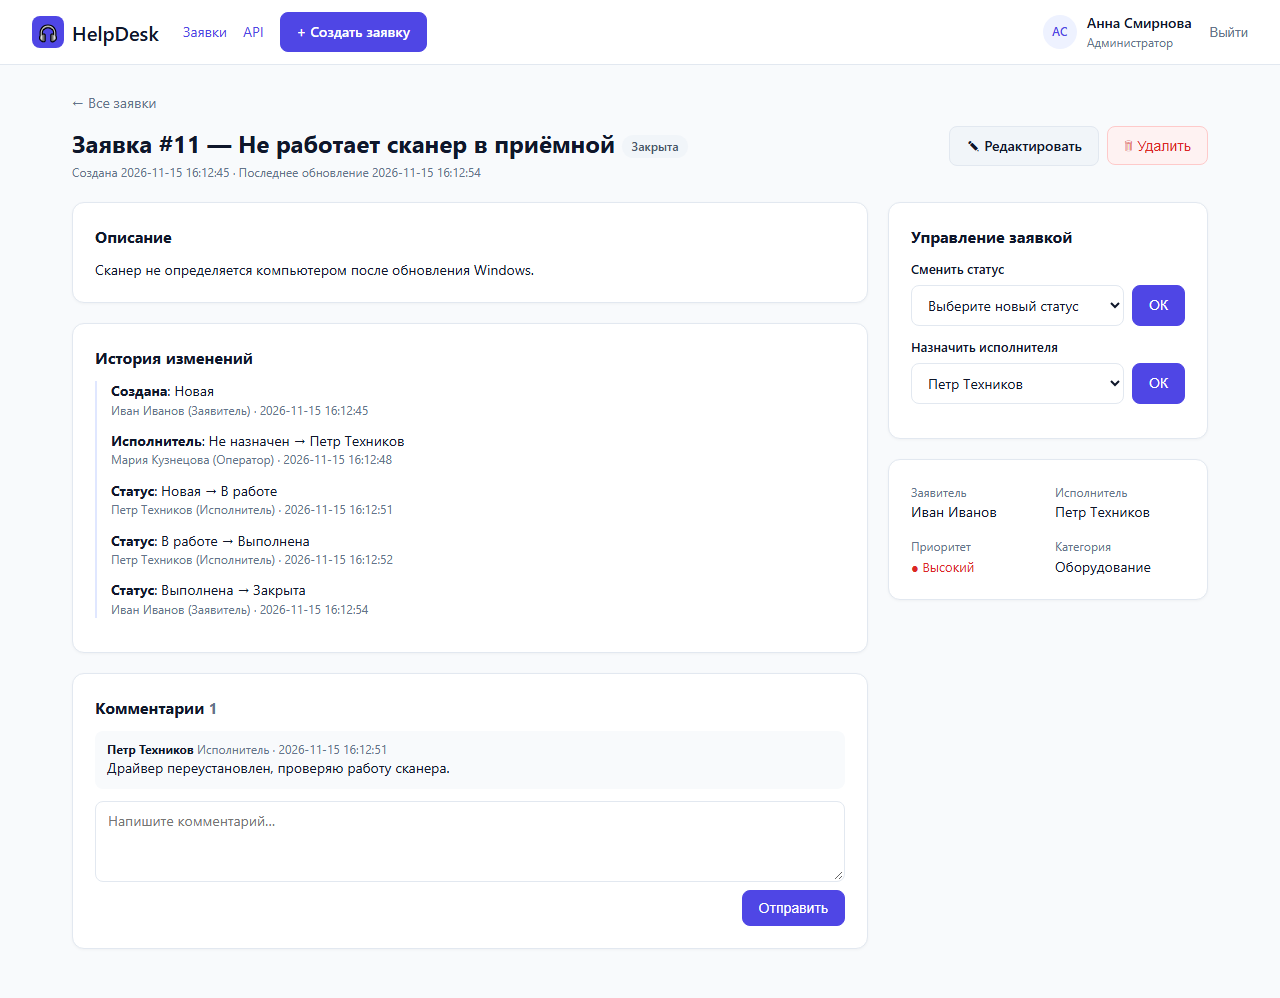 HelpDesk
Заявки
API
+ Создать заявку
АС
Анна Смирнова
Администратор
Выйти
← Все заявки
Заявка #11 — Не работает сканер в приёмной
Закрыта
Создана 2026-11-15 16:12:45 · Последнее обновление 2026-11-15 16:12:54
Редактировать
Удалить
Описание
Сканер не определяется компьютером после обновления Windows.
История изменений
Создана: Новая
Иван Иванов (Заявитель) · 2026-11-15 16:12:45
Исполнитель: Не назначен → Петр Техников
Мария Кузнецова (Оператор) · 2026-11-15 16:12:48
Статус: Новая → В работе
Петр Техников (Исполнитель) · 2026-11-15 16:12:51
Статус: В работе → Выполнена
Петр Техников (Исполнитель) · 2026-11-15 16:12:52
Статус: Выполнена → Закрыта
Иван Иванов (Заявитель) · 2026-11-15 16:12:54
Комментарии 1
Петр Техников Исполнитель · 2026-11-15 16:12:51
Драйвер переустановлен, проверяю работу сканера.
Напишите комментарий...
Отправить
Управление заявкой
Сменить статус
Выберите новый статус
ОК
Назначить исполнителя
Петр Техников
ОК
Заявитель
Иван Иванов
Исполнитель
Петр Техников
Приоритет
● Высокий
Категория
Оборудование